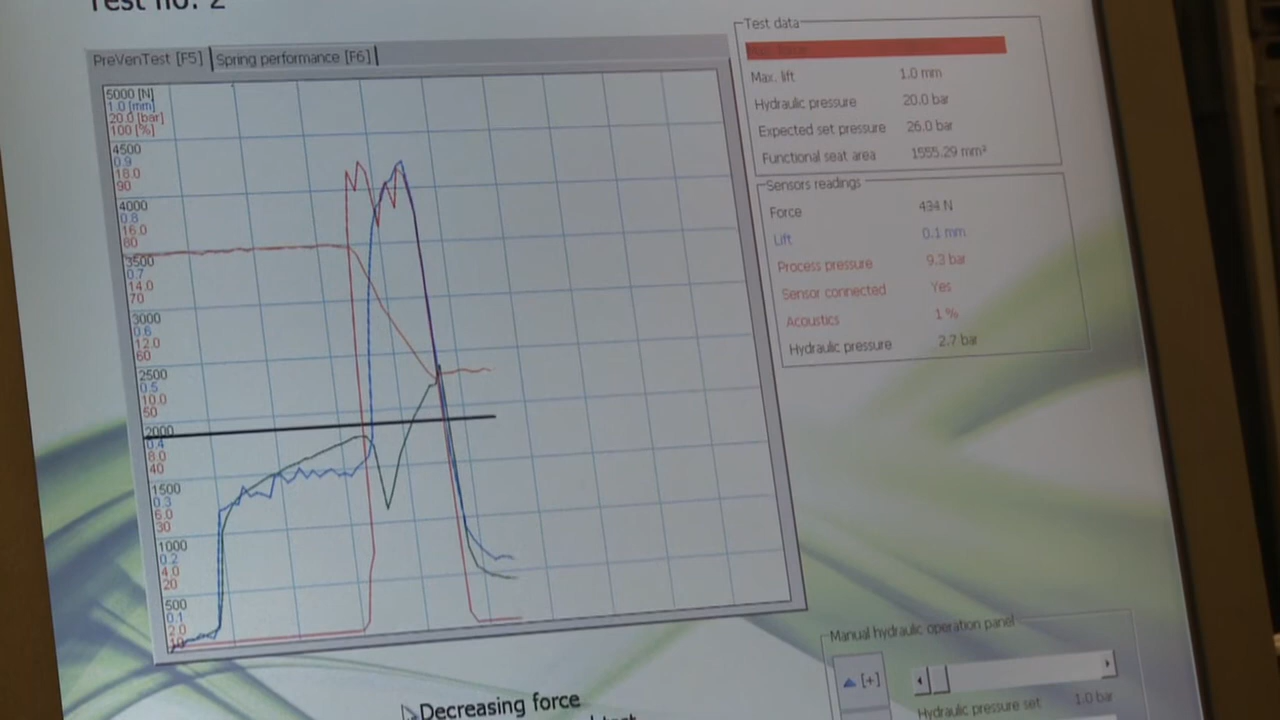 Test no. 2
PreVenTest [F5]
Spring performance [F6]
5000 [N]
1.0 [mm]
20.0 [bar]
100 [%]
4500
0.9
18.0
90
4000
0.8
16.0
80
3500
0.7
14.0
70
3000
0.6
12.0
60
2500
0.5
10.0
50
2000
0.4
8.0
40
1500
0.3
6.0
30
1000
0.2
4.0
20
500
0.1
2.0
10
Test data
Max. force
Max. lift 1.0 mm
Hydraulic pressure 20.0 bar
Expected set pressure 26.0 bar
Functional seat area 1555.29 mm²
Sensors readings
Force 434 N
Lift 0.1 mm
Process pressure 9.3 bar
Sensor connected Yes
Acoustics 1 %
Hydraulic pressure 2.7 bar
Manual hydraulic operation panel
[+]
Hydraulic pressure set 1.0 bar
Decreasing force